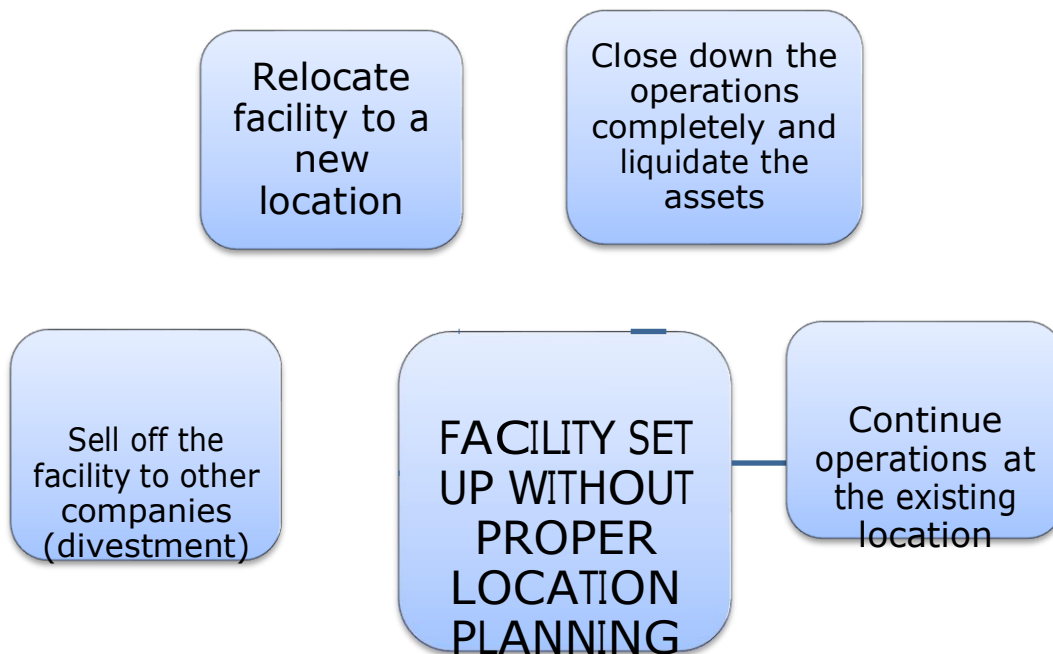 Relocate
facility to a
new
location
Close down the
operations
completely and
liquidate the
assets
Sell off the
facility to other
companies
(divestment)
FACILITY SET
UP WITHOUT
PROPER
LOCATION
PLANNING
Continue
operations at
the existing
location